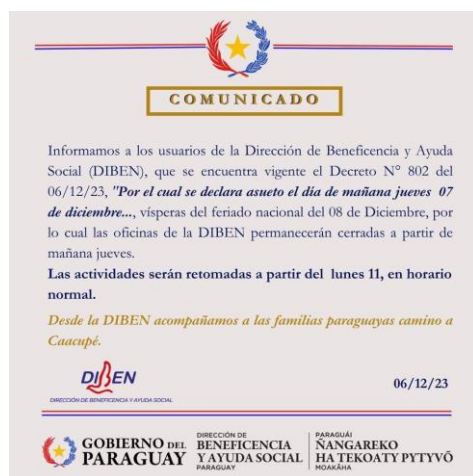 COMUNICADO
Informamos a los usuarios de la Dirección de Beneficencia y Ayuda
Social (DIBEN), que se encuentra vigente el Decreto N° 802 del
06/12/23, "Por el cual se declara asueto el día de mañana jueves 07
de diciembre..., vísperas del feriado nacional del 08 de Diciembre, por
lo cual las oficinas de la DIBEN permanecerán cerradas a partir de
mañana jueves.
Las actividades serán retomadas a partir del lunes 11, en horario
normal.
Desde la DIBEN acompañamos a las familias paraguayas camino a
Caacupé.
DIBEN
DIRECCIÓN DE BENEFICENCIA Y AYUDA SOCIAL
06/12/23
GOBIERNO DEL
PARAGUAY
DIRECCIÓN DE
BENEFICENCIA
Y AYUDA SOCIAL
PARAGUAY
PARAGUÁI
ÑANGAREKO
HA TEKOATY PYTYVÕ
MOAKÃHA